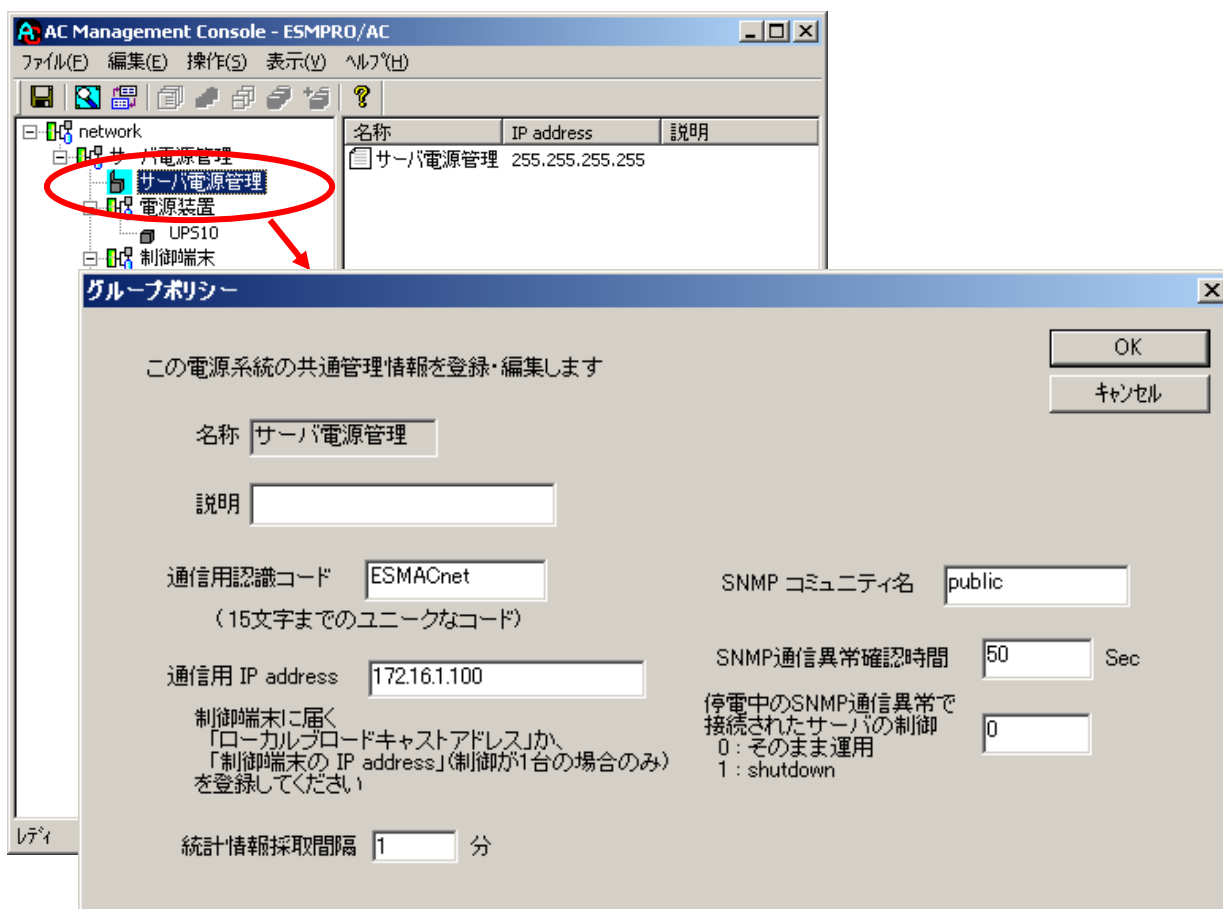 AC Management Console - ESMPRO/AC
ファイル(F) 編集(E) 操作(S) 表示(V) ヘルプ(H)
network
サーバ電源管理
サーバ電源管理
電源装置
UPS10
制御端末
名称 IP address 説明
サーバ電源管理 255.255.255.255
グループポリシー
この電源系統の共通管理情報を登録・編集します
OK
キャンセル
名称 サーバ電源管理
説明
通信用認識コード ESMACnet
(15文字までのユニークなコード)
通信用 IP address 172.16.1.100
制御端末に届く
「ローカルブロードキャストアドレス」か、
「制御端末の IP address」(制御が1台の場合のみ)
を登録してください
統計情報採取間隔 1 分
SNMP コミュニティ名 public
SNMP通信異常確認時間 50 Sec
停電中のSNMP通信異常で
接続されたサーバの制御 0
0 : そのまま運用
1 : shutdown
レディ